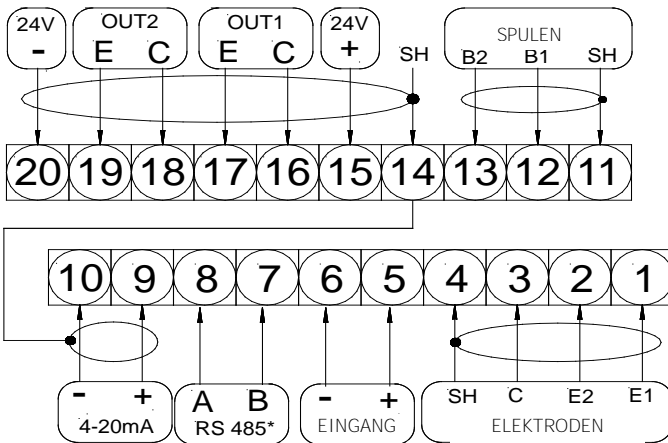 24V OUT2 OUT1 24V SPULEN
- E C E C + SH B2 B1 SH
20 19 18 17 16 15 14 13 12 11
10 9 8 7 6 5 4 3 2 1
- + A B - + SH C E2 E1
4-20mA RS 485* EINGANG ELEKTRODEN